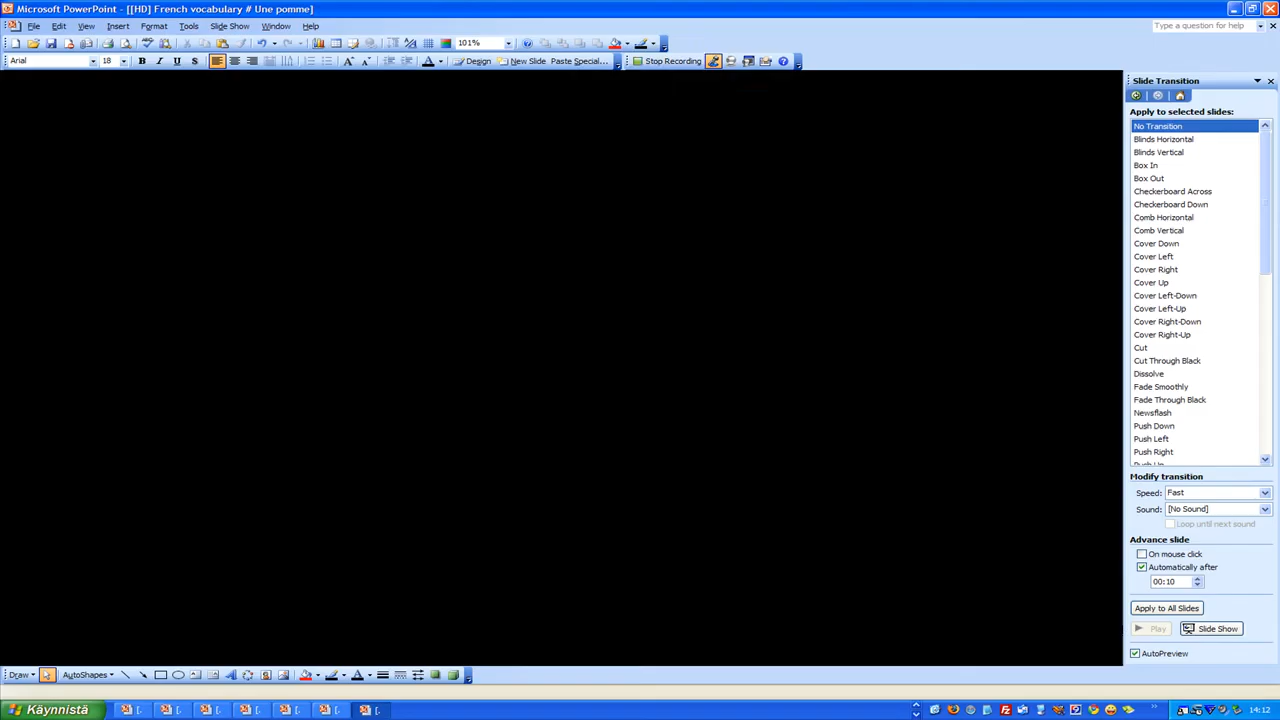 Microsoft PowerPoint - [[HD] French vocabulary # Une pomme]
File Edit View Insert Format Tools Slide Show Window Help
Type a question for help
101%
Arial 18 B I U S A A A Design New Slide Paste Special... Stop Recording
Slide Transition
Apply to selected slides:
No Transition
Blinds Horizontal
Blinds Vertical
Box In
Box Out
Checkerboard Across
Checkerboard Down
Comb Horizontal
Comb Vertical
Cover Down
Cover Left
Cover Right
Cover Up
Cover Left-Down
Cover Left-Up
Cover Right-Down
Cover Right-Up
Cut
Cut Through Black
Dissolve
Fade Smoothly
Fade Through Black
Newsflash
Push Down
Push Left
Push Right
Push Up
Modify transition
Speed: Fast
Sound: [No Sound]
Loop until next sound
Advance slide
On mouse click
Automatically after
00:10
Apply to All Slides
Play Slide Show
AutoPreview
Draw AutoShapes
Käynnistä [. [. [. [. [. [. [. 14:12